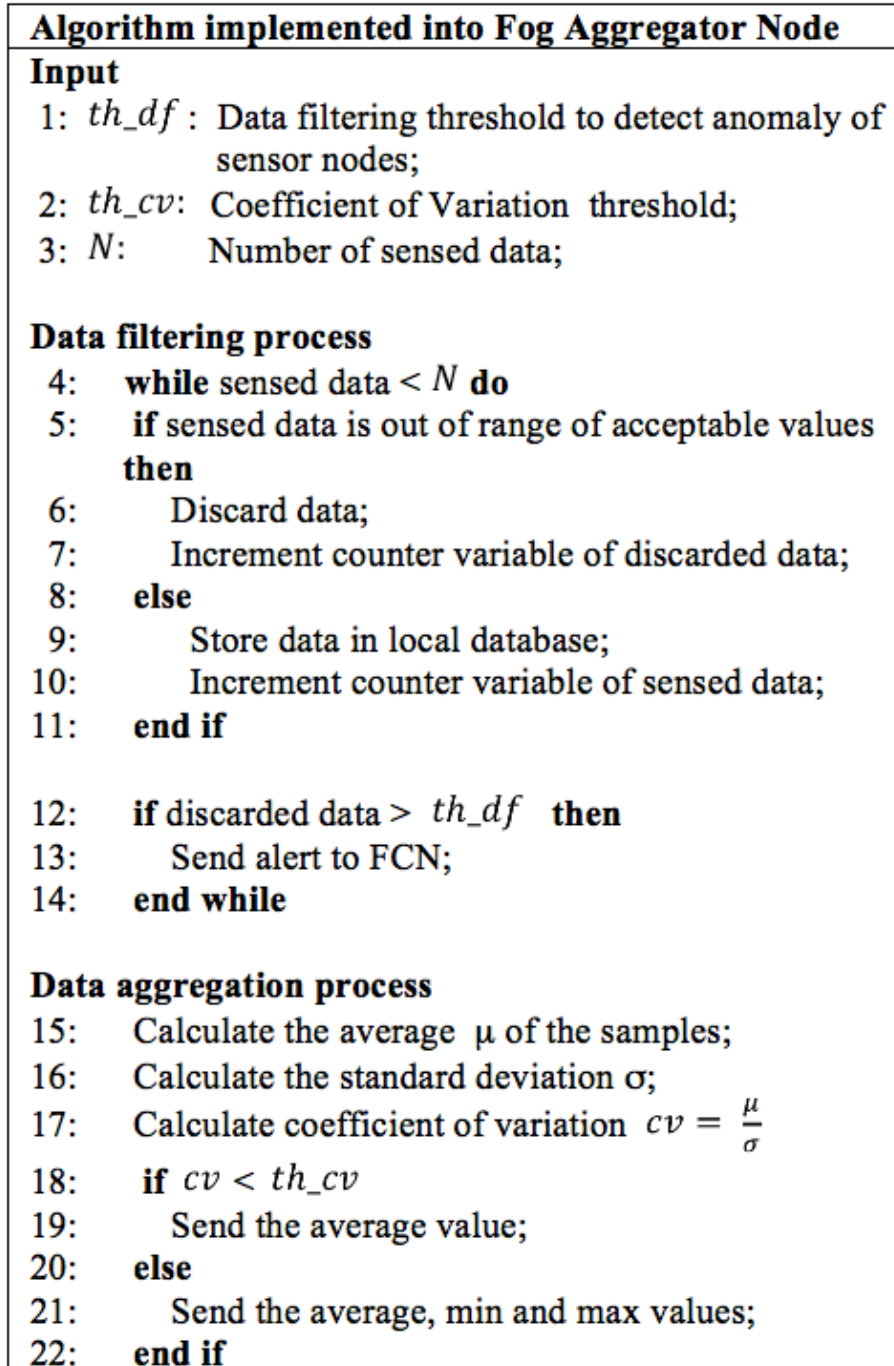 Algorithm implemented into Fog Aggregator Node
Input
1: th_df : Data filtering threshold to detect anomaly of
sensor nodes;
2: th_cv: Coefficient of Variation threshold;
3: N: Number of sensed data;
Data filtering process
4: while sensed data < N do
5: if sensed data is out of range of acceptable values
then
6: Discard data;
7: Increment counter variable of discarded data;
8: else
9: Store data in local database;
10: Increment counter variable of sensed data;
11: end if
12: if discarded data > th_df then
13: Send alert to FCN;
14: end while
Data aggregation process
15: Calculate the average μ of the samples;
16: Calculate the standard deviation σ;
17: Calculate coefficient of variation cv = μ/σ
18: if cv < th_cv
19: Send the average value;
20: else
21: Send the average, min and max values;
22: end if